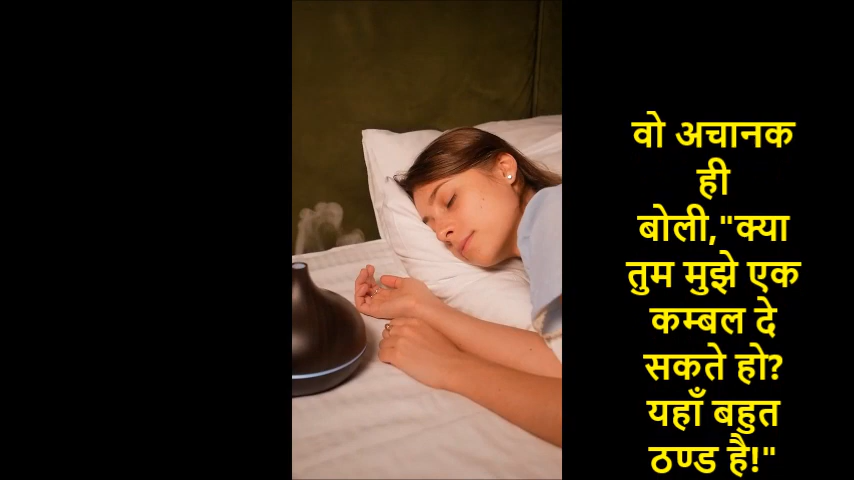 वो अचानक
ही
बोली,"क्या
तुम मुझे एक
कम्बल दे
सकते हो?
यहाँ बहुत
ठण्ड है!"